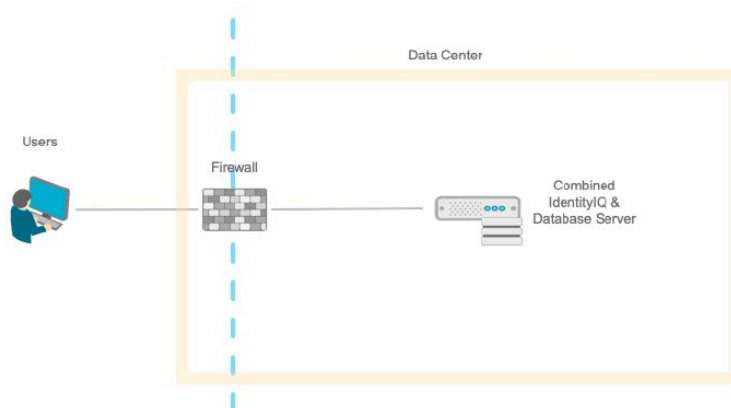 Data Center
Users
Firewall
Combined
IdentityIQ &
Database Server